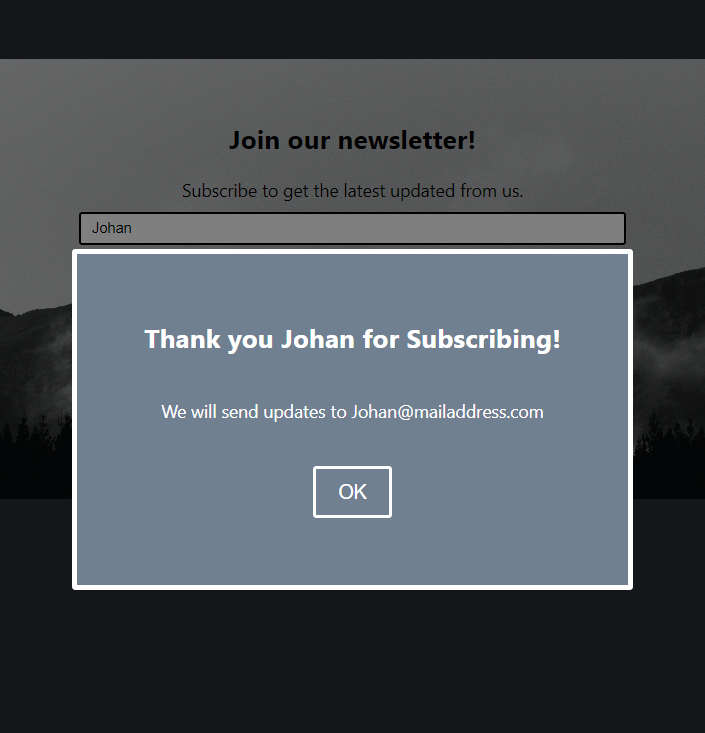 Join our newsletter!
Subscribe to get the latest updated from us.
Johan
Thank you Johan for Subscribing!
We will send updates to Johan@mailaddress.com
OK